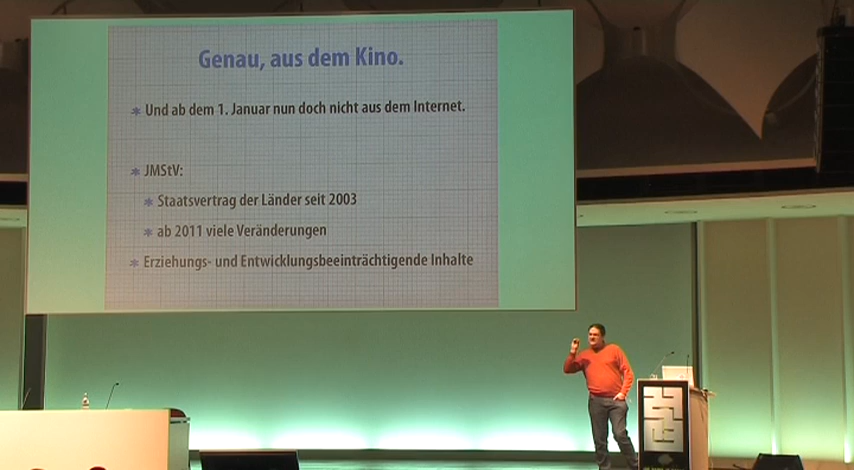 Genau, aus dem Kino.
* Und ab dem 1. Januar nun doch nicht aus dem Internet.
* JMStV:
* Staatsvertrag der Länder seit 2003
* ab 2011 viele Veränderungen
* Erziehungs- und Entwicklungsbeeinträchtigende Inhalte